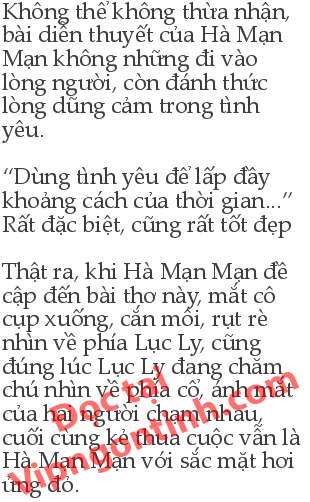 Không thể không thừa nhận,
bài diễn thuyết của Hà Mạn
Mạn không những đi vào
lòng người, còn đánh thức
lòng dũng cảm trong tình
yêu.
“Dùng tình yêu để lấp đầy
khoảng cách của thời gian...”
Rất đặc biệt, cũng rất tốt đẹp
Thật ra, khi Hà Mạn Mạn đề
cập đến bài thơ này, mắt cô
cụp xuống, cắn môi, rụt rè
nhìn về phía Lục Ly, cũng
đúng lúc Lục Ly đang chăm
chú nhìn về phía cô, ánh mắt
của hai người chạm nhau,
cuối cùng kẻ thua cuộc vẫn là
Hà Mạn Mạn với sắc mặt hơi
ửng đỏ.
Đọc tại
Vipngontinh.com